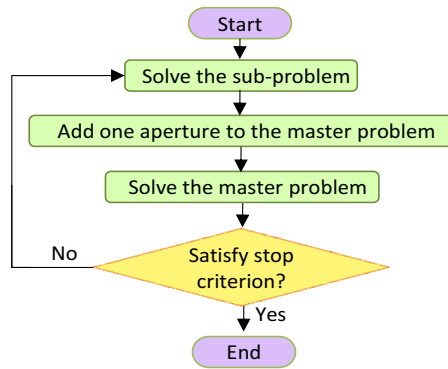 Start
Solve the sub-problem
Add one aperture to the master problem
Solve the master problem
No
Satisfy stop
criterion?
Yes
End